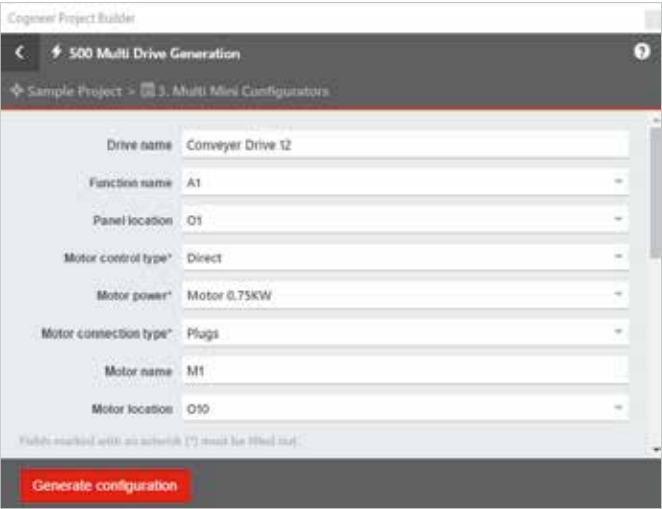 Cogineer Project Builder
500 Multi Drive Generation
Sample Project > 3. Multi Mini Configurators
Drive name Conveyer Drive 12
Function name A1
Panel location O1
Motor control type* Direct
Motor power* Motor 0,75KW
Motor connection type* Plugs
Motor name M1
Motor location O10
Fields marked with an asterisk (*) must be filled out.
Generate configuration